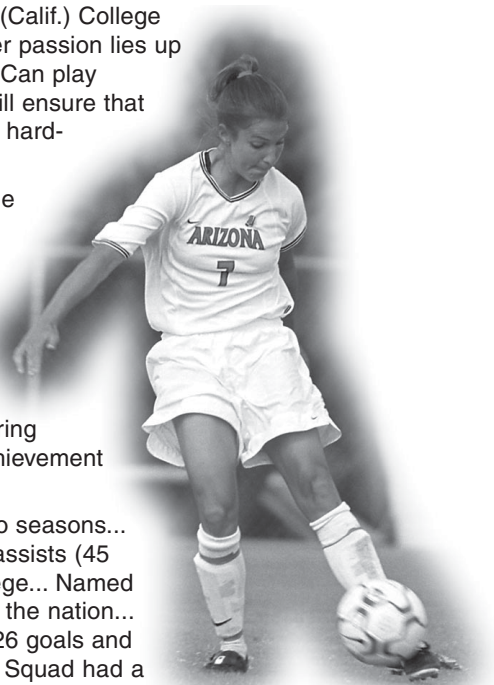 (Calif.) College
er passion lies up
Can play
ill ensure that
hard-
e
ARIZONA
7
ring
hievement
o seasons...
assists (45
ege... Named
the nation...
26 goals and
Squad had a